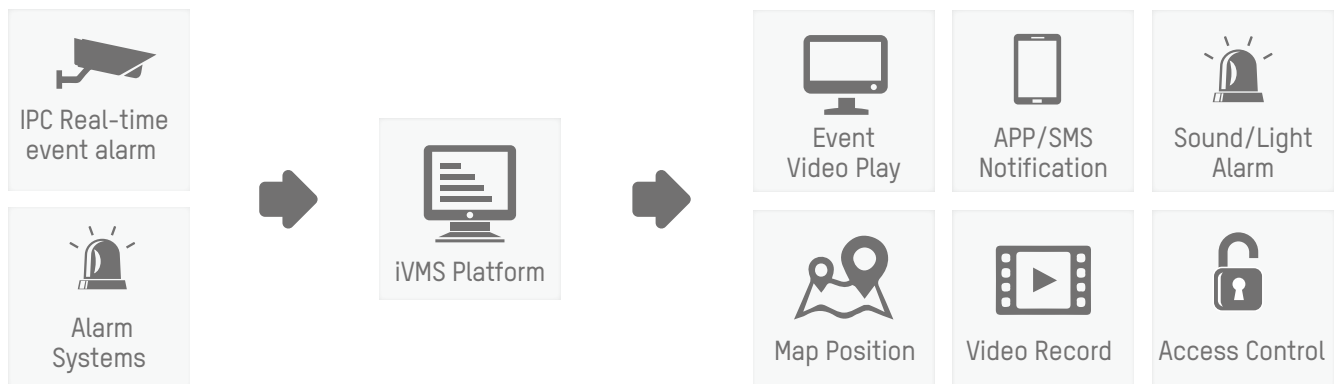 IPC Real-time
event alarm
Alarm
Systems
iVMS Platform
Event
Video Play
APP/SMS
Notification
Sound/Light
Alarm
Map Position
Video Record
Access Control